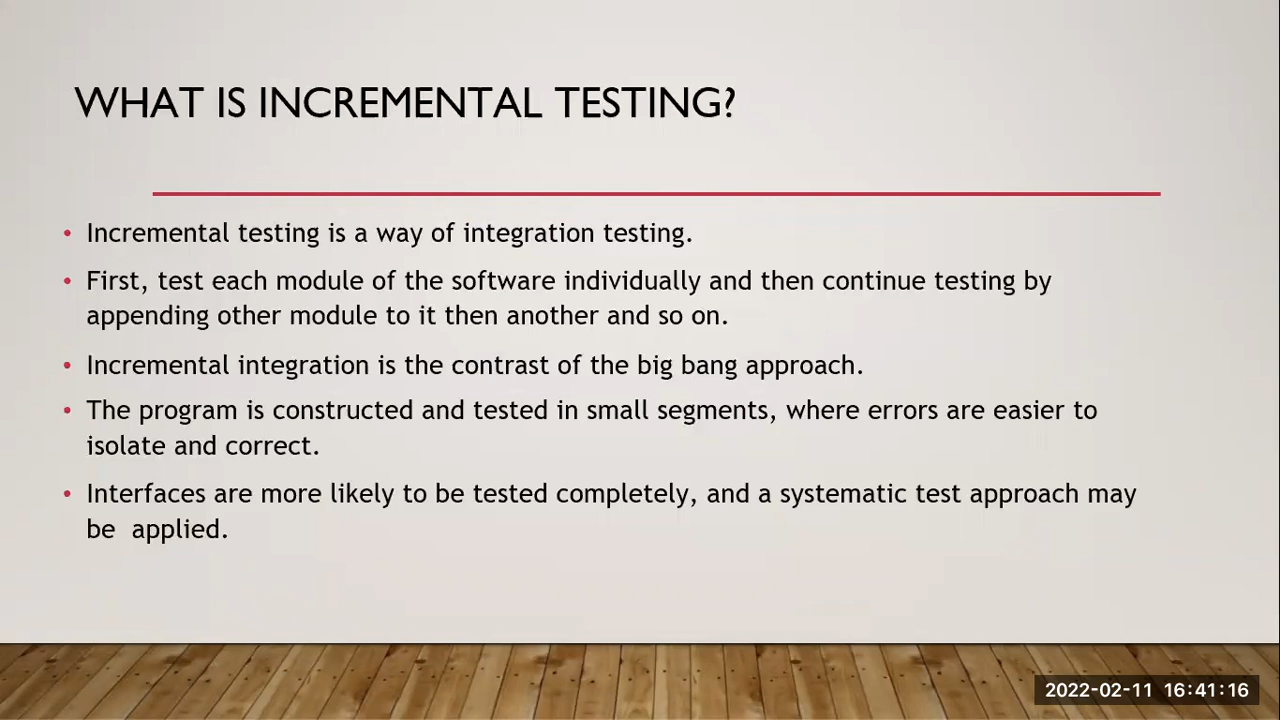 WHAT IS INCREMENTAL TESTING?
• Incremental testing is a way of integration testing.
• First, test each module of the software individually and then continue testing by
appending other module to it then another and so on.
• Incremental integration is the contrast of the big bang approach.
• The program is constructed and tested in small segments, where errors are easier to
isolate and correct.
• Interfaces are more likely to be tested completely, and a systematic test approach may
be  applied.
2022-02-11 16:41:16